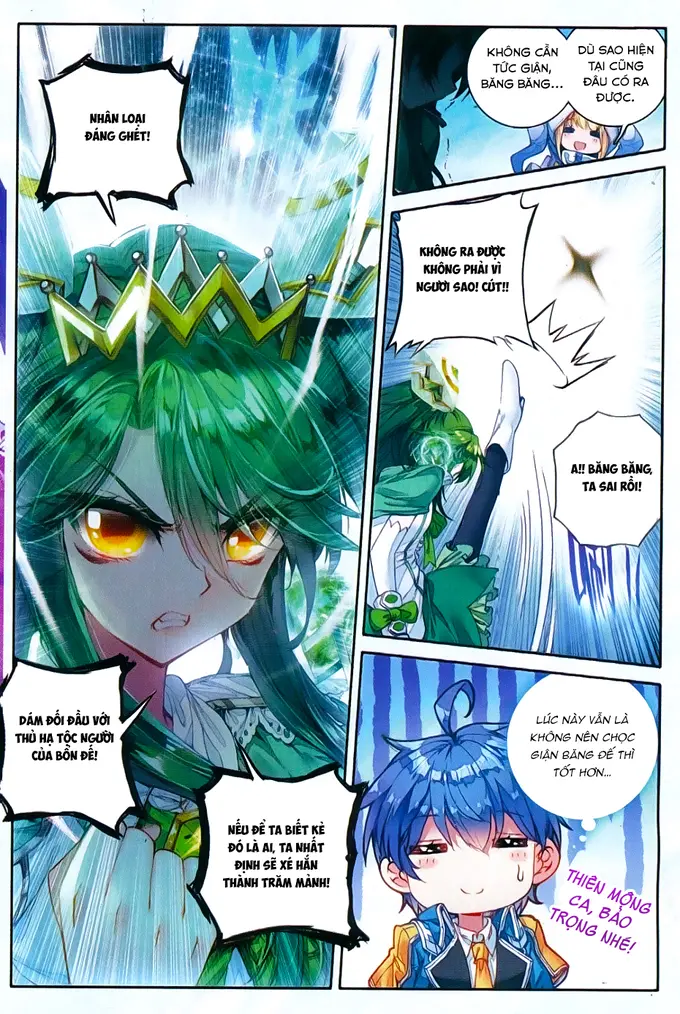 NHÂN LOẠI
ĐÁNG GHÉT!
DÁM ĐỐI ĐẦU VỚI
THỦ HẠ TỘC NGƯỜI
CỦA BỔN ĐẾ!
NẾU ĐỂ TA BIẾT KẺ
ĐÓ LÀ AI, TA NHẤT
ĐỊNH SẼ XÉ HẮN
THÀNH TRĂM MẢNH!
KHÔNG CẦN
TỨC GIẬN,
BĂNG BĂNG...
DÙ SAO HIỆN
TẠI CŨNG
ĐÂU CÓ RA
ĐƯỢC.
KHÔNG RA ĐƯỢC
KHÔNG PHẢI VÌ
NGƯƠI SAO! CÚT!!
A!! BĂNG BĂNG,
TA SAI RỒI!
LÚC NÀY VẪN LÀ
KHÔNG NÊN CHỌC
GIẬN BĂNG ĐẾ THÌ
TỐT HƠN...
THIÊN MỘNG
CA, BẢO
TRỌNG NHÉ!